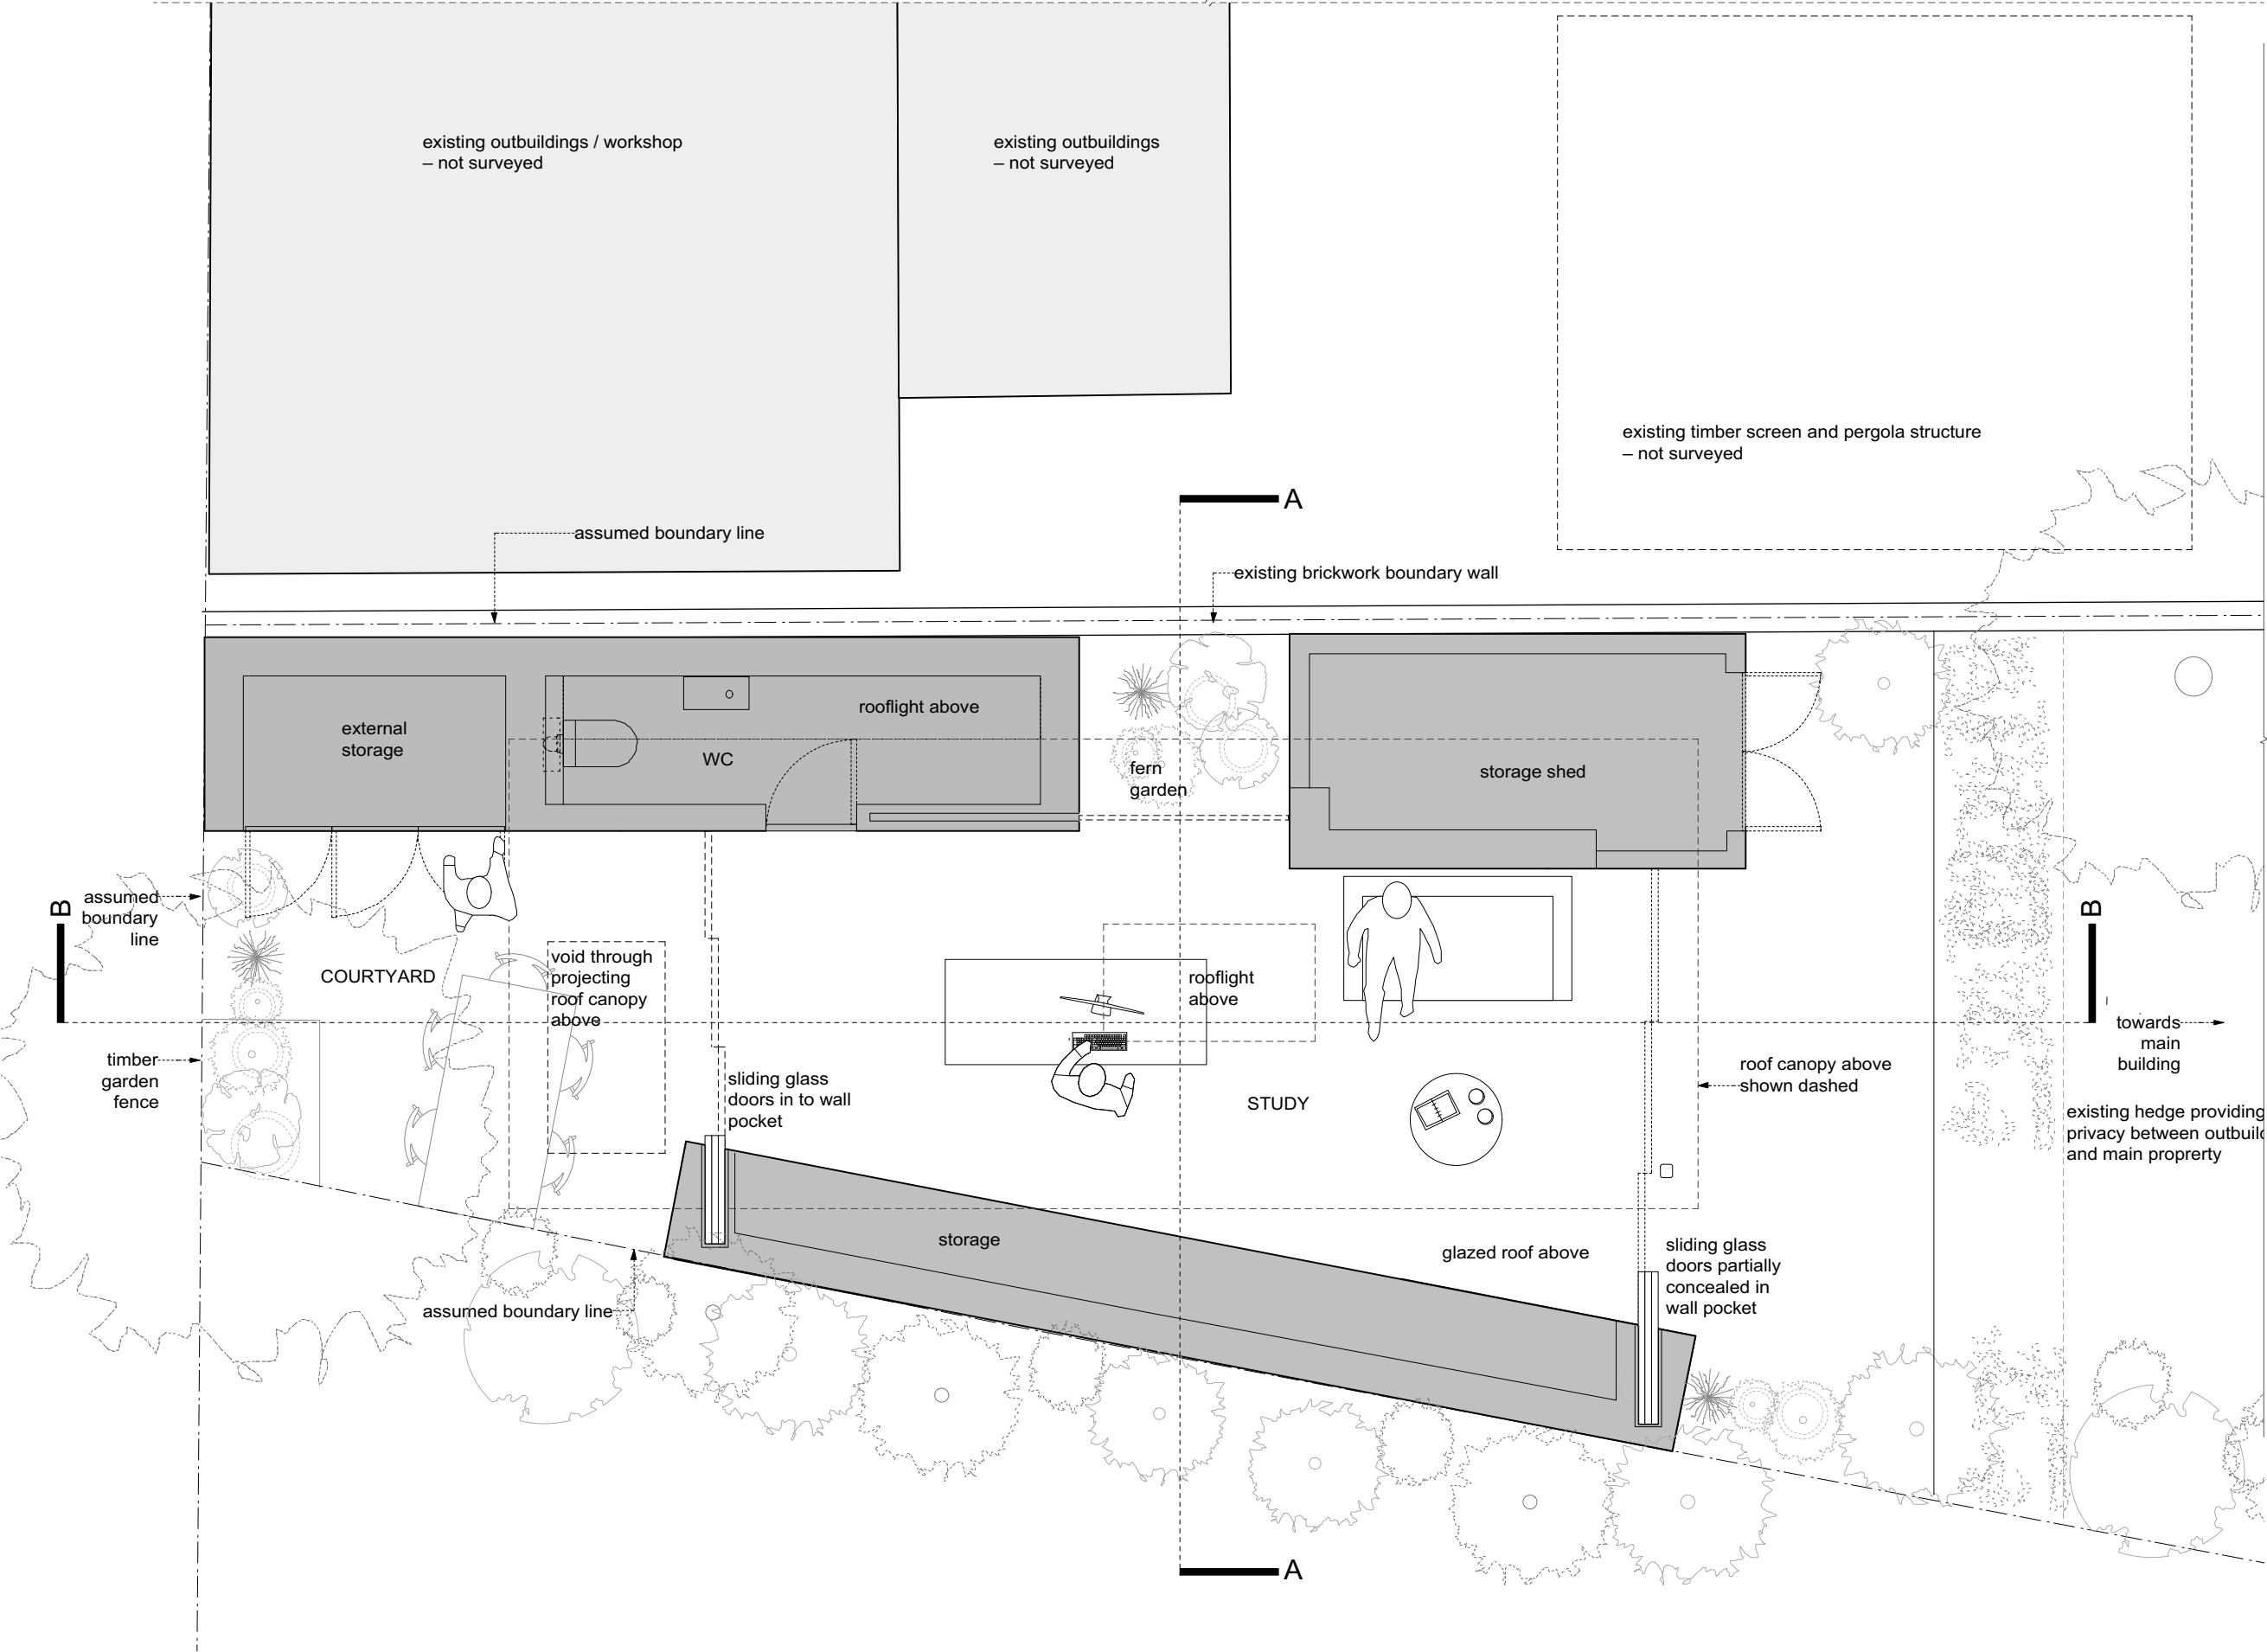 existing outbuildings / workshop
– not surveyed
existing outbuildings
– not surveyed
existing timber screen and pergola structure
– not surveyed
A
assumed boundary line
existing brickwork boundary wall
external
storage
WC
rooflight above
fern
garden
storage shed
assumed
boundary
line
B
COURTYARD
void through
projecting
roof canopy
above
rooflight
above
B
towards
main
building
timber
garden
fence
sliding glass
doors in to wall
pocket
STUDY
roof canopy above
shown dashed
existing hedge providing
privacy between outbuild
and main proprerty
storage
glazed roof above
sliding glass
doors partially
concealed in
wall pocket
assumed boundary line
A